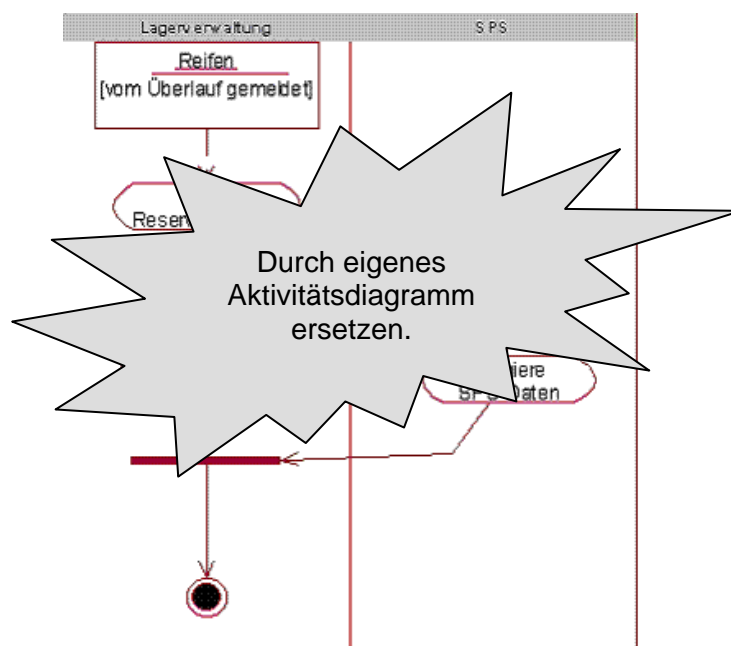 Lagerverwaltung
SPS
Reifen
[vom Überlauf gemeldet]
Reser
Durch eigenes
Aktivitätsdiagramm
ersetzen.
iere
Daten